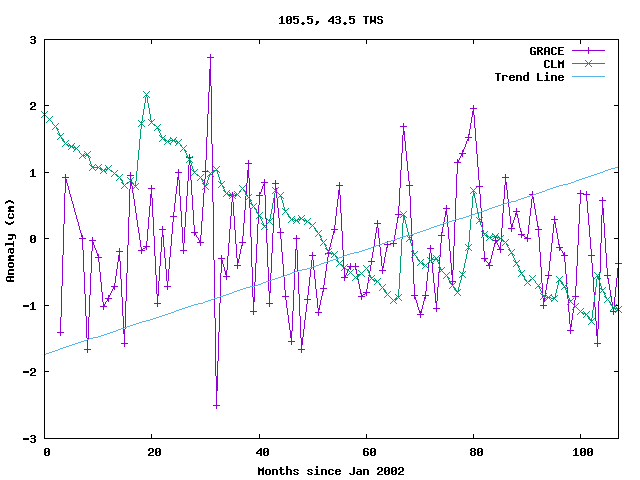 105.5, 43.5 TWS
GRACE
CLM
Trend Line
3
2
1
0
-1
-2
-3
Anomaly (cm)
0 20 40 60 80 100
Months since Jan 2002